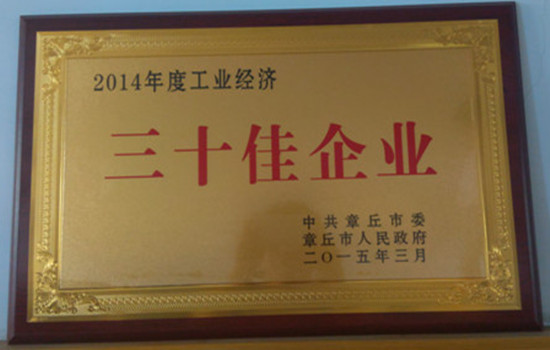 2014年度工业经济
三十佳企业
中共章丘市委
章丘市人民政府
二〇一五年三月